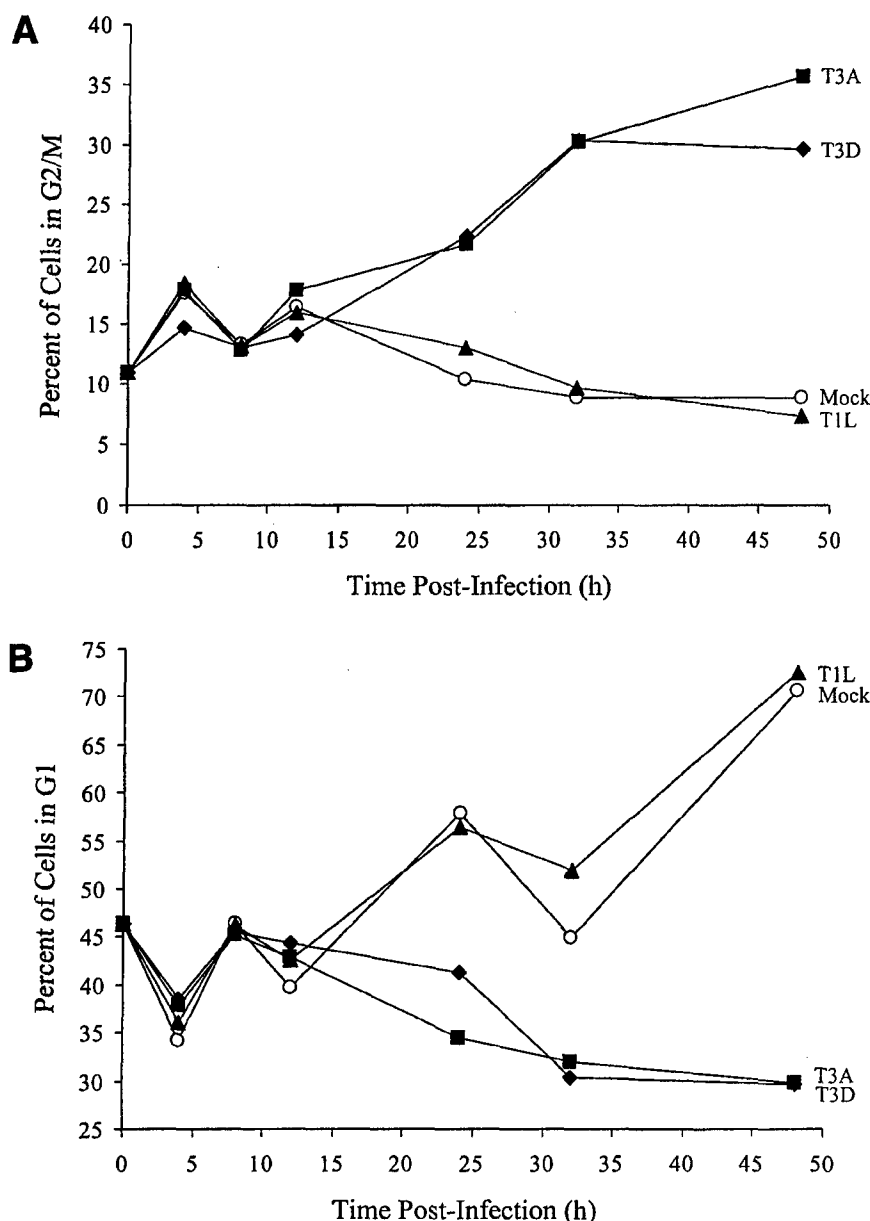 A
Percent of Cells in G2/M
40
35
30
25
20
15
10
5
0
T3A
T3D
Mock
T1L
0 5 10 15 20 25 30 35 40 45 50
Time Post-Infection (h)
B
Percent of Cells in G1
75
70
65
60
55
50
45
40
35
30
25
T1L
Mock
T3A
T3D
0 5 10 15 20 25 30 35 40 45 50
Time Post-Infection (h)